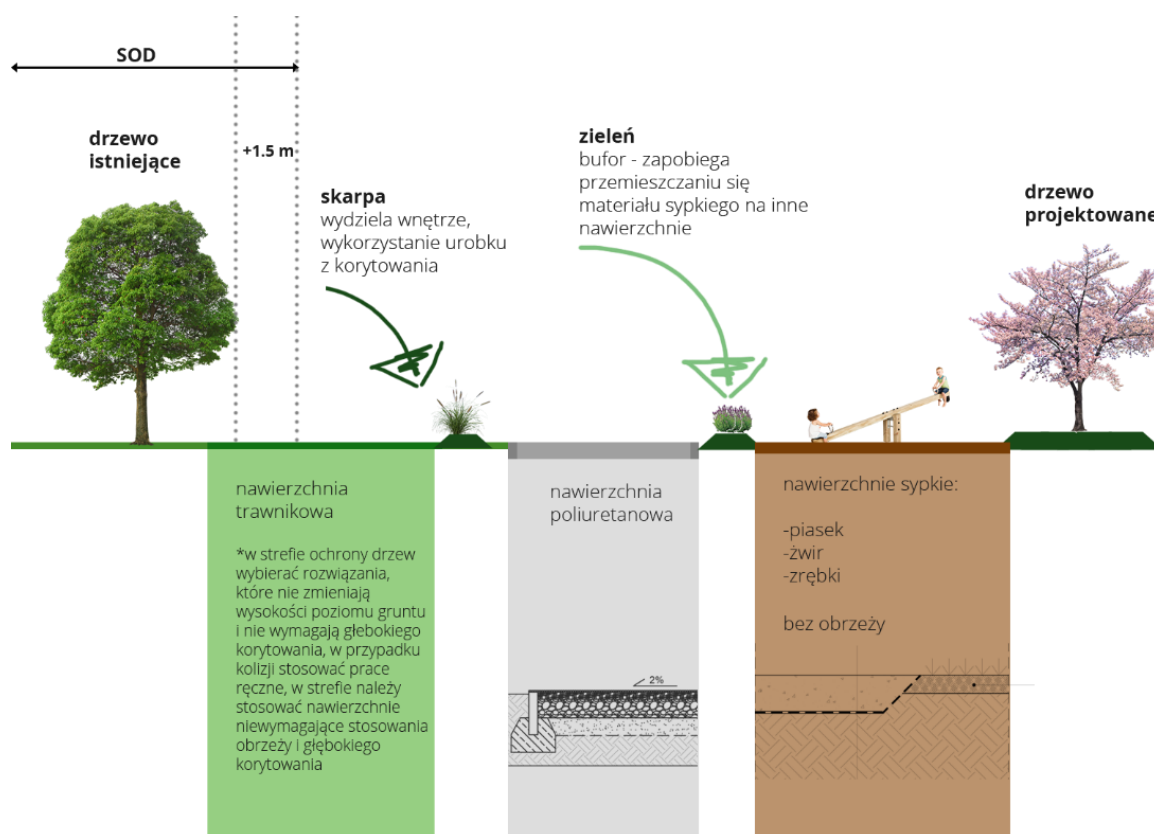 SOD
drzewo
istniejące
+1.5 m
skarpa
wydziela wnętrze,
wykorzystanie urobku
z korytowania
zieleń
bufor - zapobiega
przemieszczaniu się
materiału sypkiego na inne
nawierzchnie
drzewo
projektowane
nawierzchnia
trawnikowa
*w strefie ochrony drzew
wybierać rozwiązania,
które nie zmieniają
wysokości poziomu gruntu
i nie wymagają głebokiego
korytowania, w przypadku
kolizji stosować prace
ręczne, w strefie należy
stosować nawierzchnie
niewymagające stosowania
obrzeży i głębokiego
korytowania
nawierzchnia
poliuretanowa
2%
nawierzchnie sypkie:
-piasek
-żwir
-zrębki
bez obrzeży